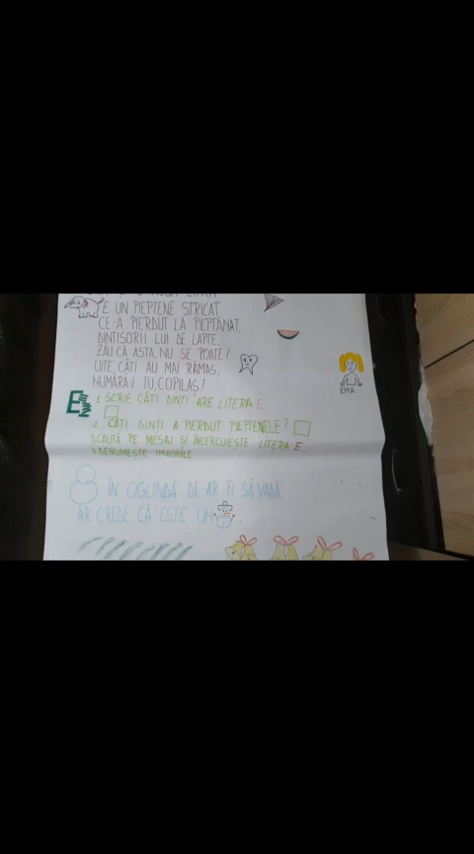 E UN PIEPTENE STRICAT,
CE-A PIERDUT LA PIEPTĂNAT,
DINȚIȘORII LUI DE LAPTE,
ZĂU CĂ ASTA NU SE POATE!
UITE, CÂȚI AU MAI RĂMAS,
NUMĂRĂ-I TU, COPILAȘ!
EMA
E
1. SCRIE CÂȚI DINȚI ARE LITERA E.
2. CÂȚI DINȚI A PIERDUT PIEPTENELE?
3. CAUTĂ PE MESAJ ȘI ÎNCERCUIEȘTE LITERA E.
4. DENUMEȘTE IMAGINILE
ÎN OGLINDĂ DE-AR FI SĂ VADĂ,
AR CREDE CĂ ESTE UN